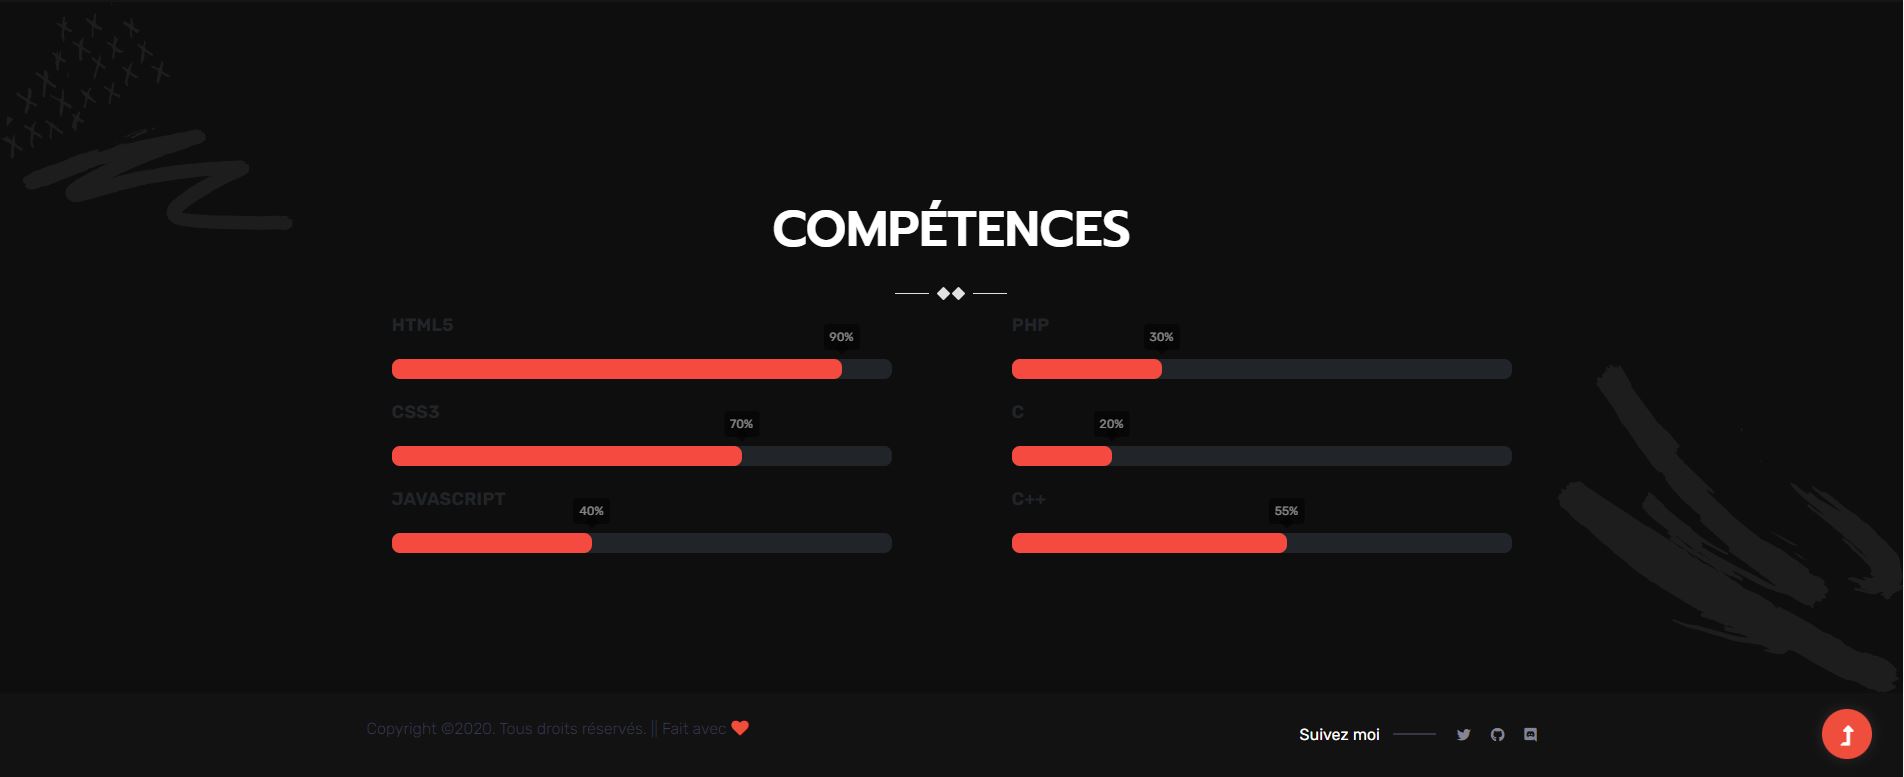 COMPÉTENCES
HTML5
90%
CSS3
70%
JAVASCRIPT
40%
PHP
30%
C
20%
C++
55%
Copyright ©2020. Tous droits réservés. || Fait avec
Suivez moi